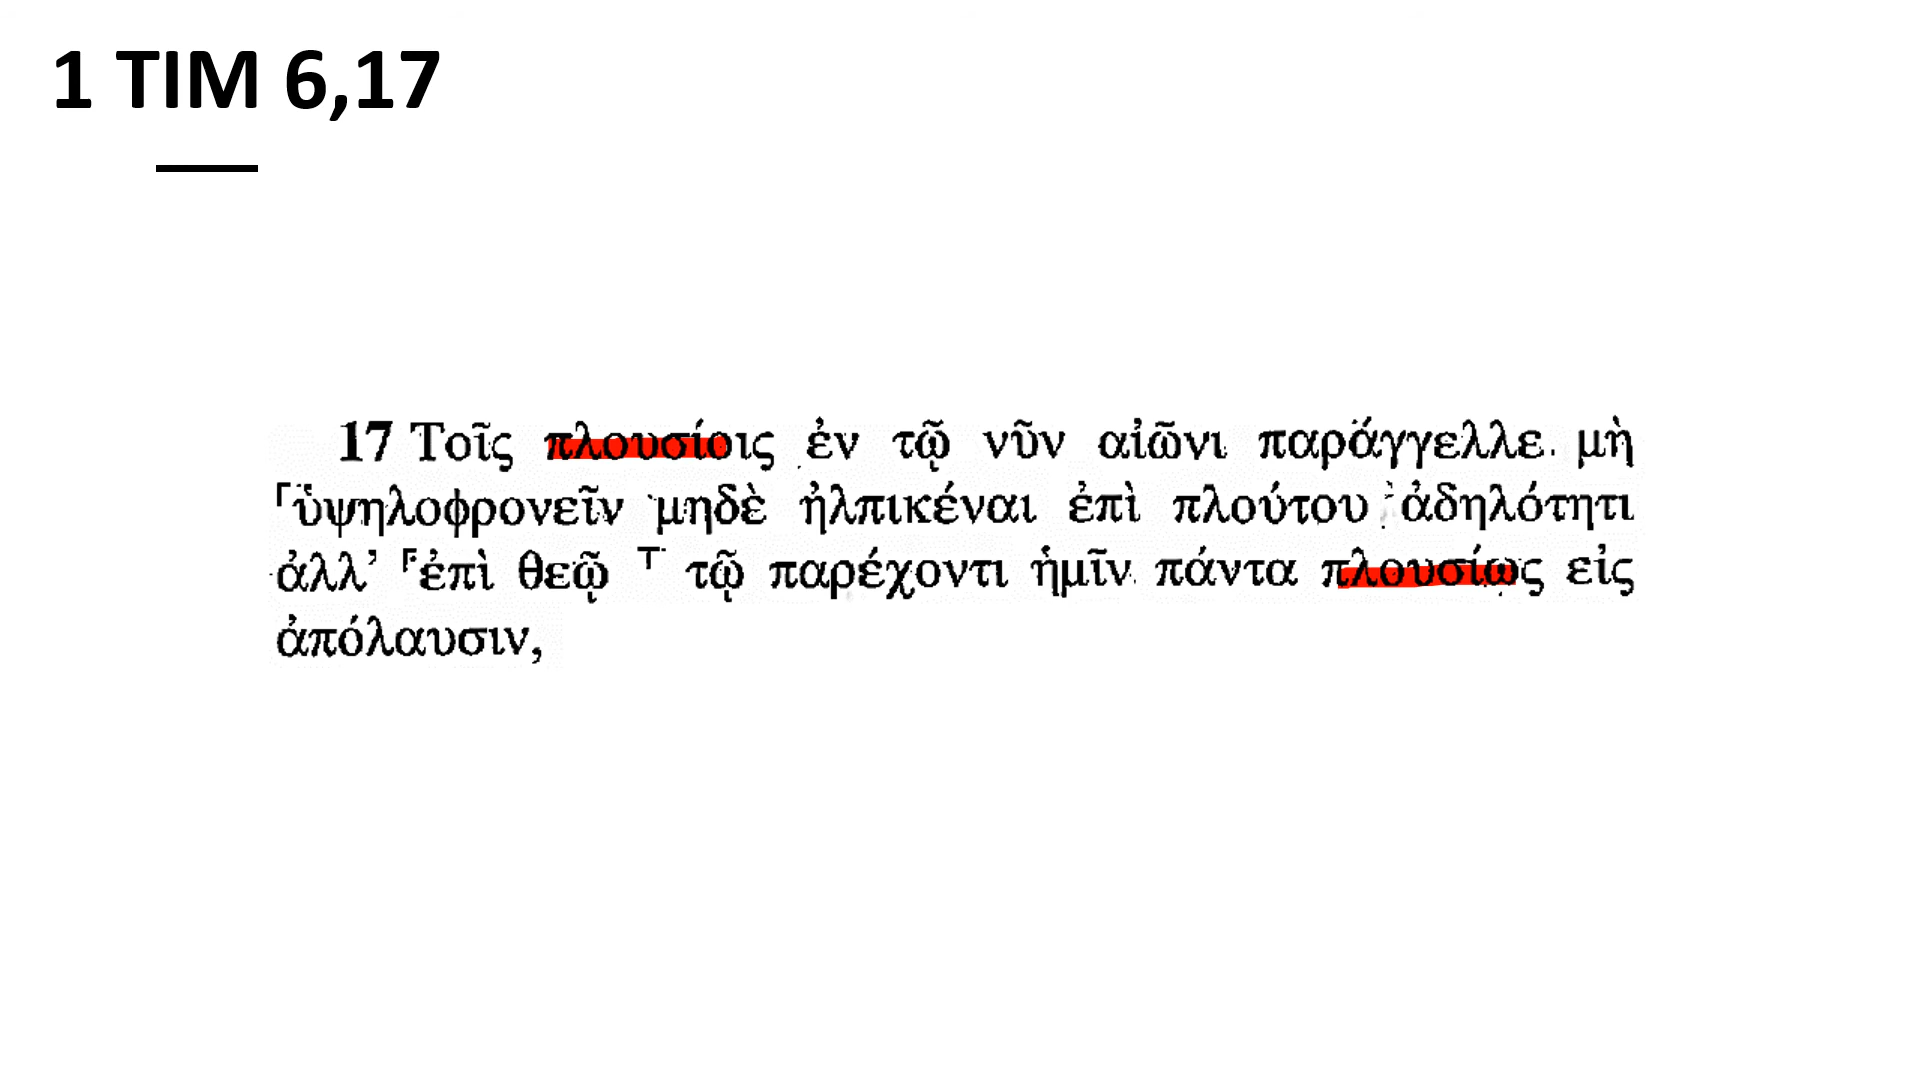 1 TIM 6,17
17 Τοῖς πλουσίοις ἐν τῷ νῦν αἰῶνι παράγγελλε μὴ
⸀ὑψηλοφρονεῖν μηδὲ ἠλπικέναι ἐπὶ πλούτου ἀδηλότητι
ἀλλ’ ⸁ἐπὶ θεῷ ⸆ τῷ παρέχοντι ἡμῖν πάντα πλουσίως εἰς
ἀπόλαυσιν,